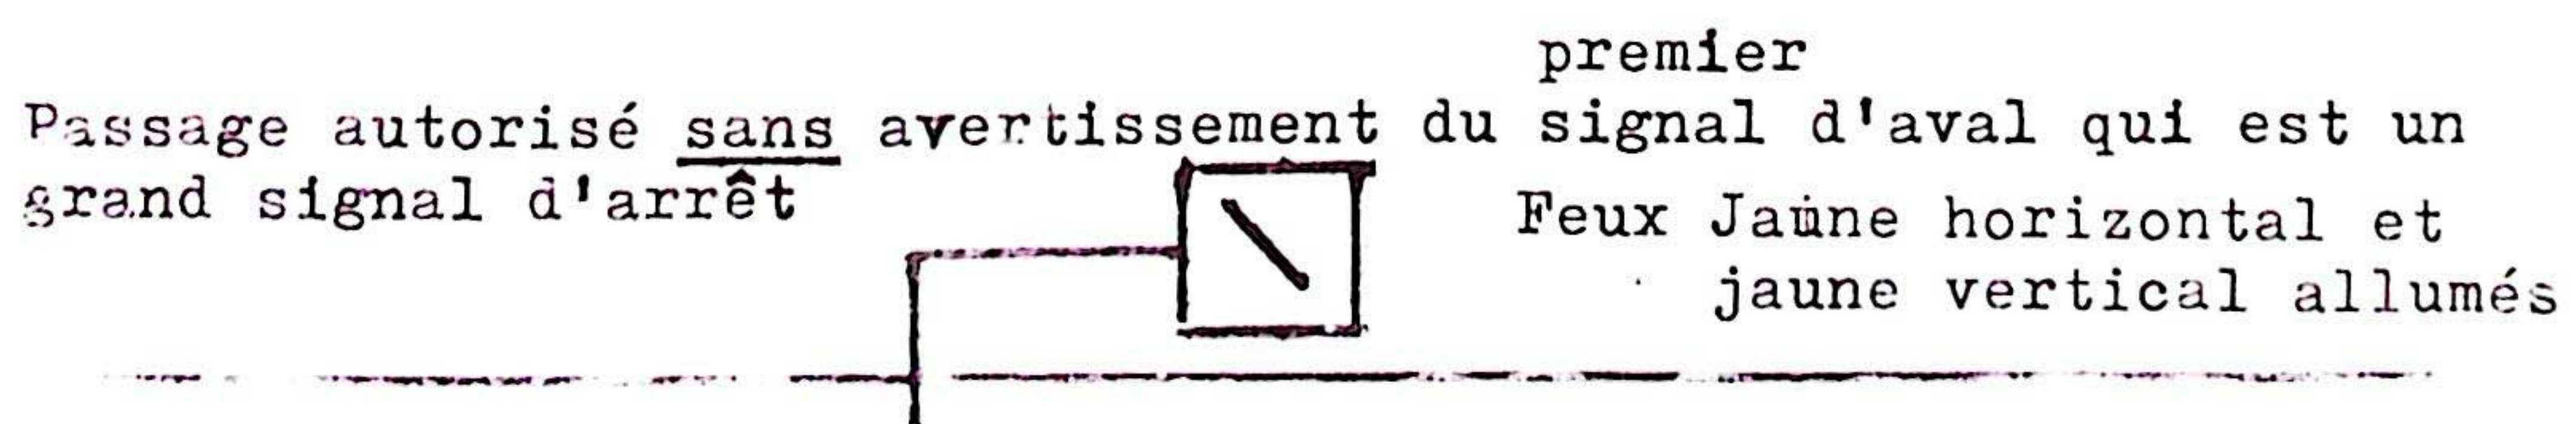 premier
Passage autorisé sans avertissement du signal d'aval qui est un
grand signal d'arrêt
Feux Jaune horizontal et
jaune vertical allumés